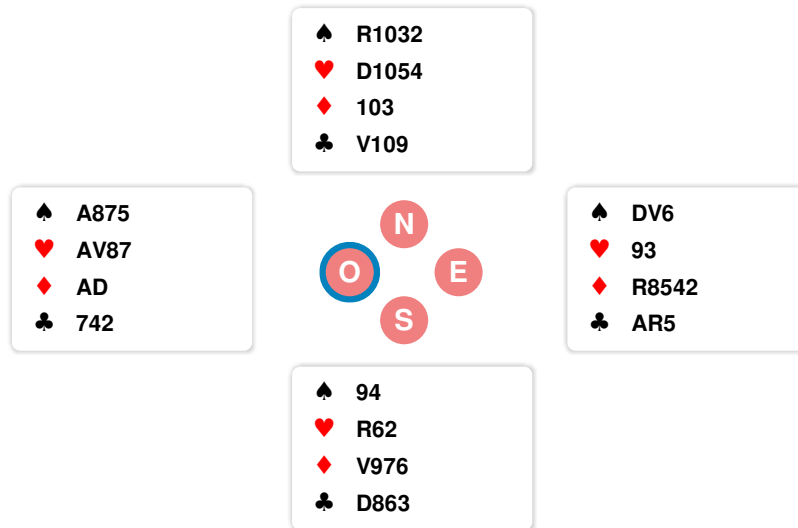 ♠ R1032
♥ D1054
♦ 103
♣ V109
♠ A875
♥ AV87
♦ AD
♣ 742
N
O E
S
♠ DV6
♥ 93
♦ R8542
♣ AR5
♠ 94
♥ R62
♦ V976
♣ D863